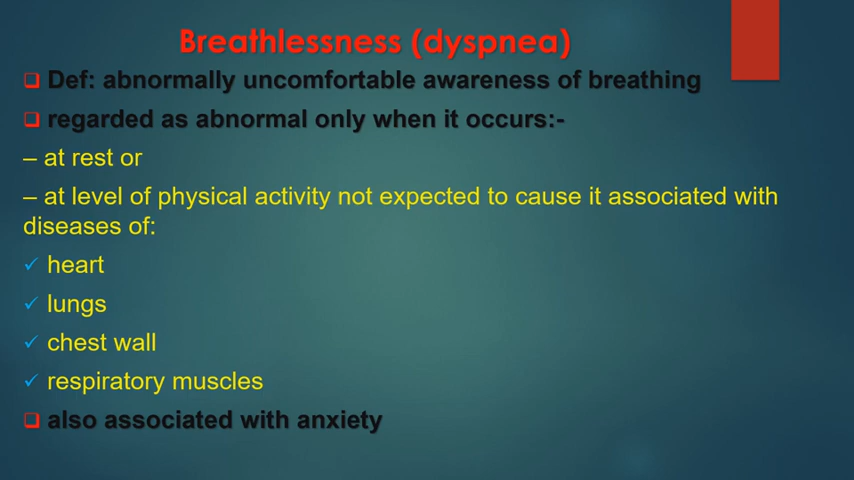 Breathlessness (dyspnea)
Def: abnormally uncomfortable awareness of breathing
regarded as abnormal only when it occurs:-
– at rest or
– at level of physical activity not expected to cause it associated with
diseases of:
✓ heart
✓ lungs
✓ chest wall
✓ respiratory muscles
also associated with anxiety